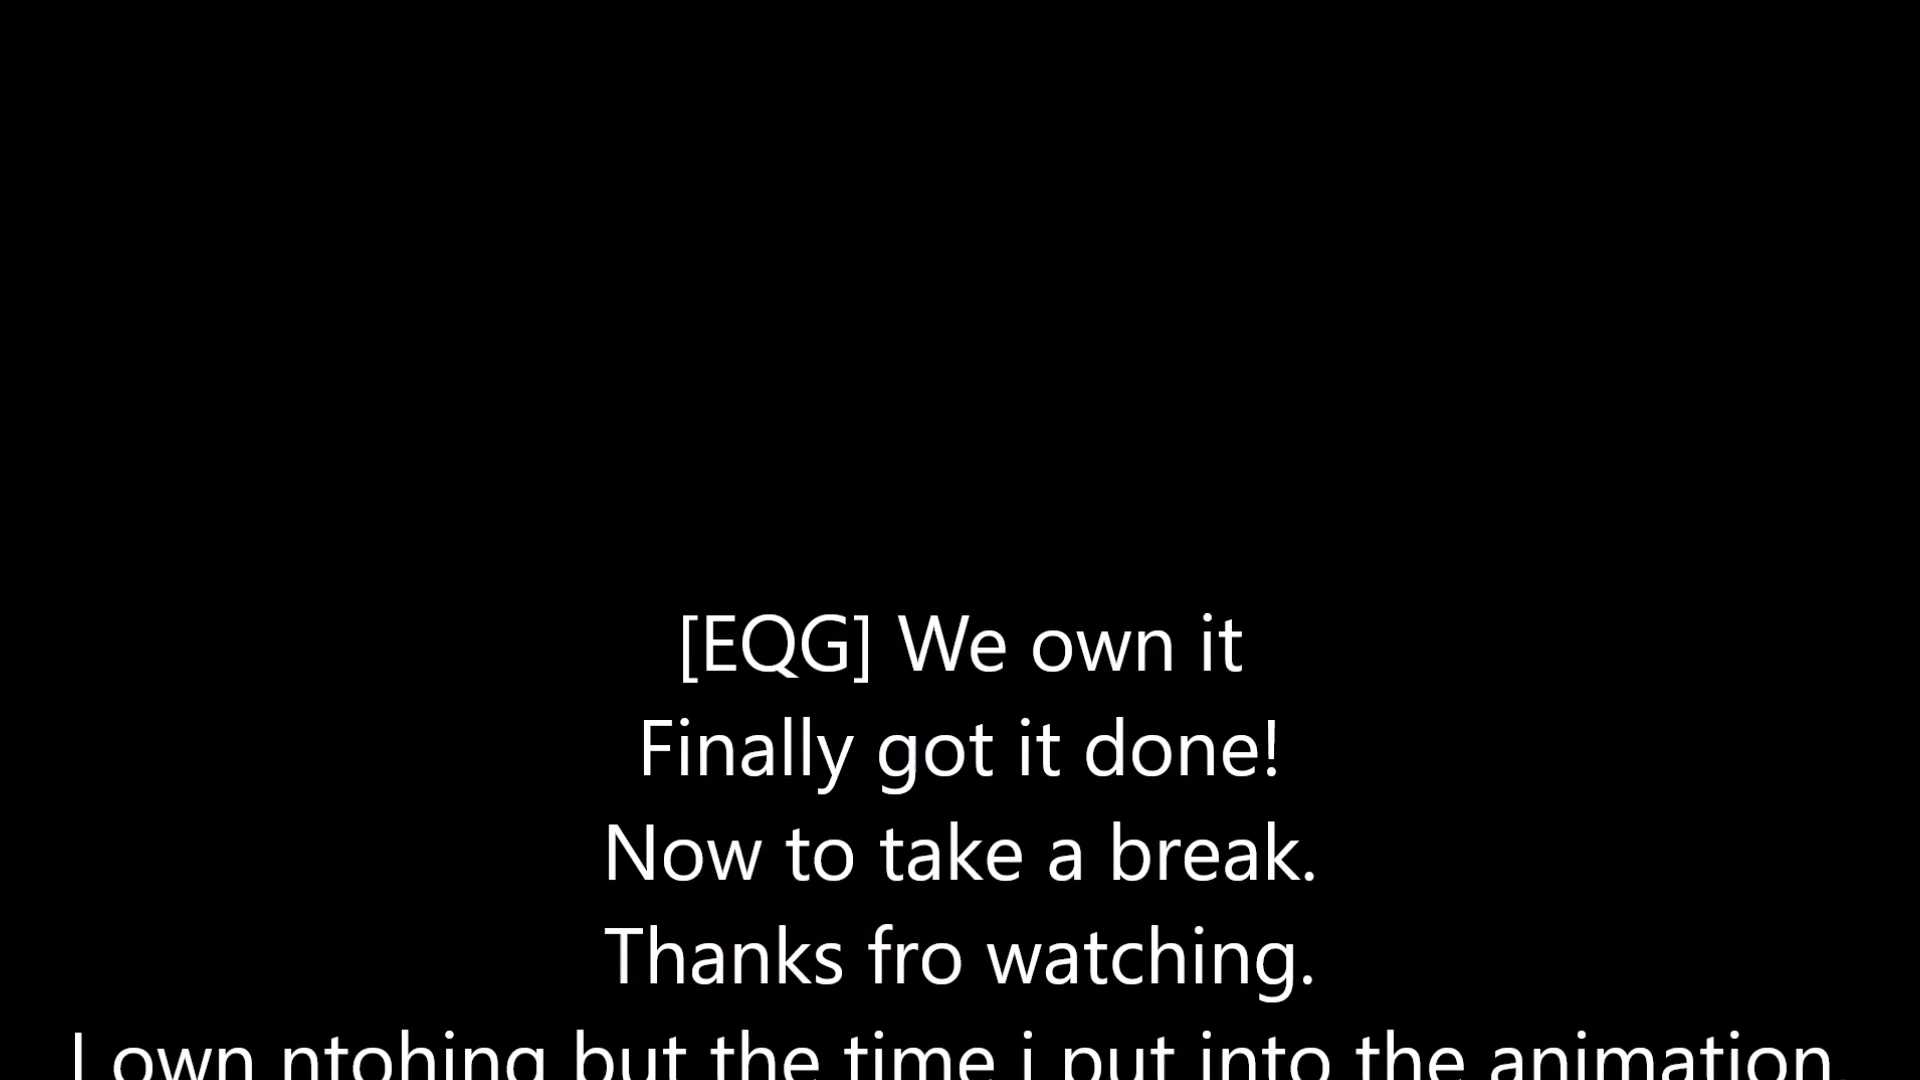 [EQG] We own it
Finally got it done!
Now to take a break.
Thanks fro watching.
I own ntohing but the time i put into the animation